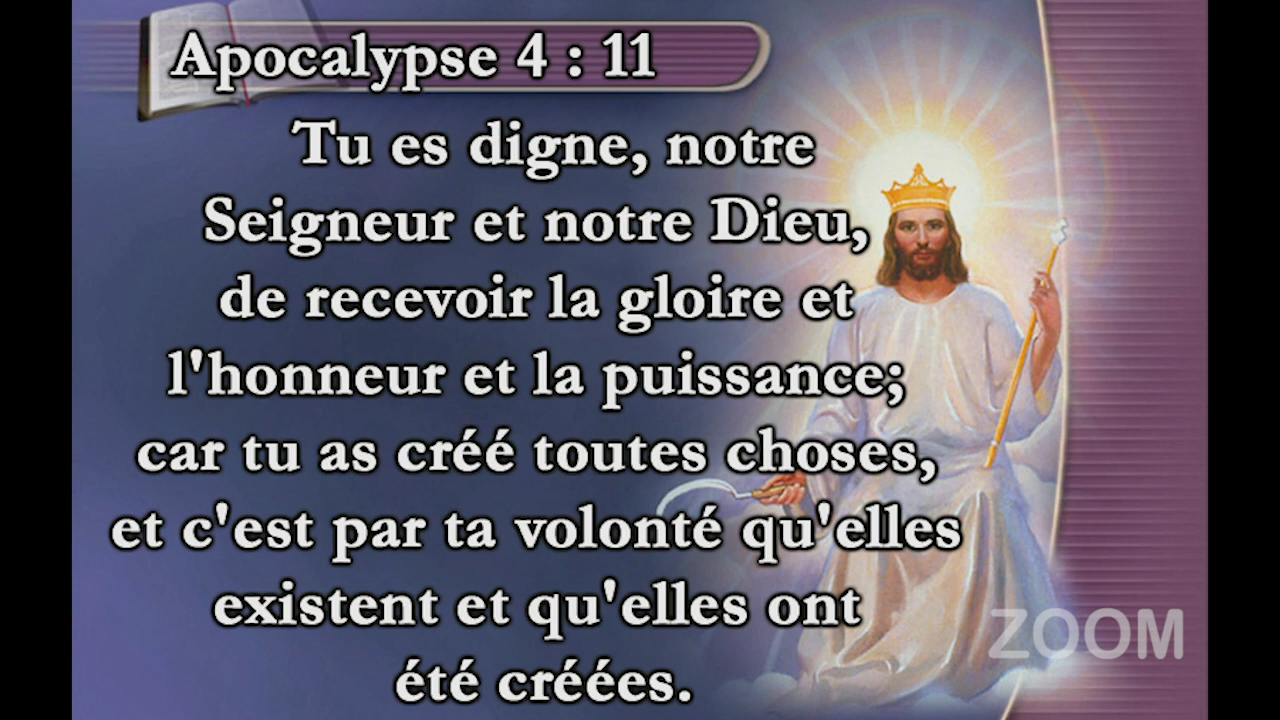 Apocalypse 4 : 11
Tu es digne, notre
Seigneur et notre Dieu,
de recevoir la gloire et
l'honneur et la puissance;
car tu as créé toutes choses,
et c'est par ta volonté qu'elles
existent et qu'elles ont
été créées.
ZOOM